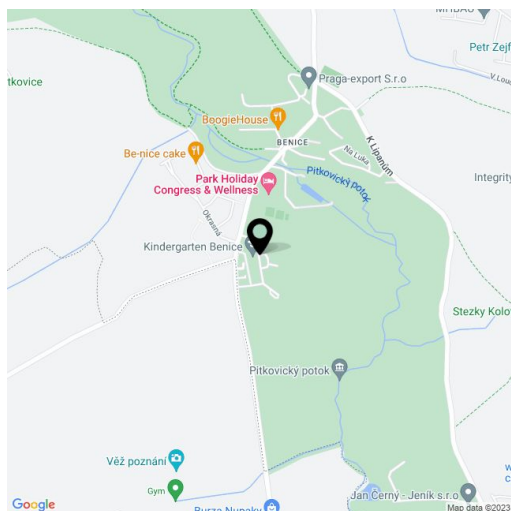 Petr Zejf
tkovice
Praga-export S.r.o
BoogieHouse
BENICE
K Lipanům
Na Luka
Be-nice cake
Pitkovický potok
Integrity
Park Holiday
Congress & Wellness
Okrasná
Kindergarten Benice
Stezky Kolo
Pitkovický potok
Věž poznání
Gym
Jan Černý - Jeník s.r.o
Burza Nupaky
Google
Map data ©2023